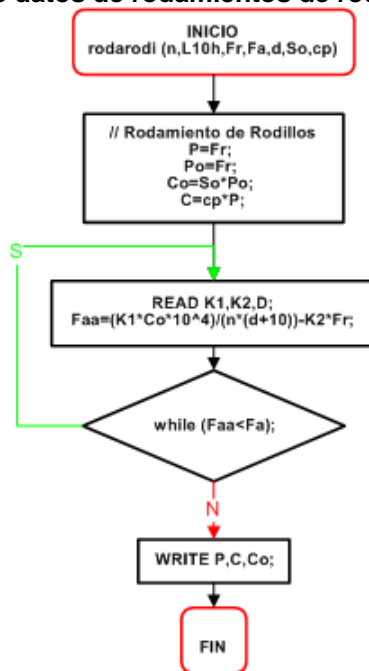 INICIO
rodarodi (n,L10h,Fr,Fa,d,So,cp)
// Rodamiento de Rodillos
P=Fr;
Po=Fr;
Co=So*Po;
C=cp*P;
S
READ K1,K2,D;
Faa=(K1*Co*10^4)/(n*(d+10))-K2*Fr;
while (Faa<Fa);
N
WRITE P,C,Co;
FIN